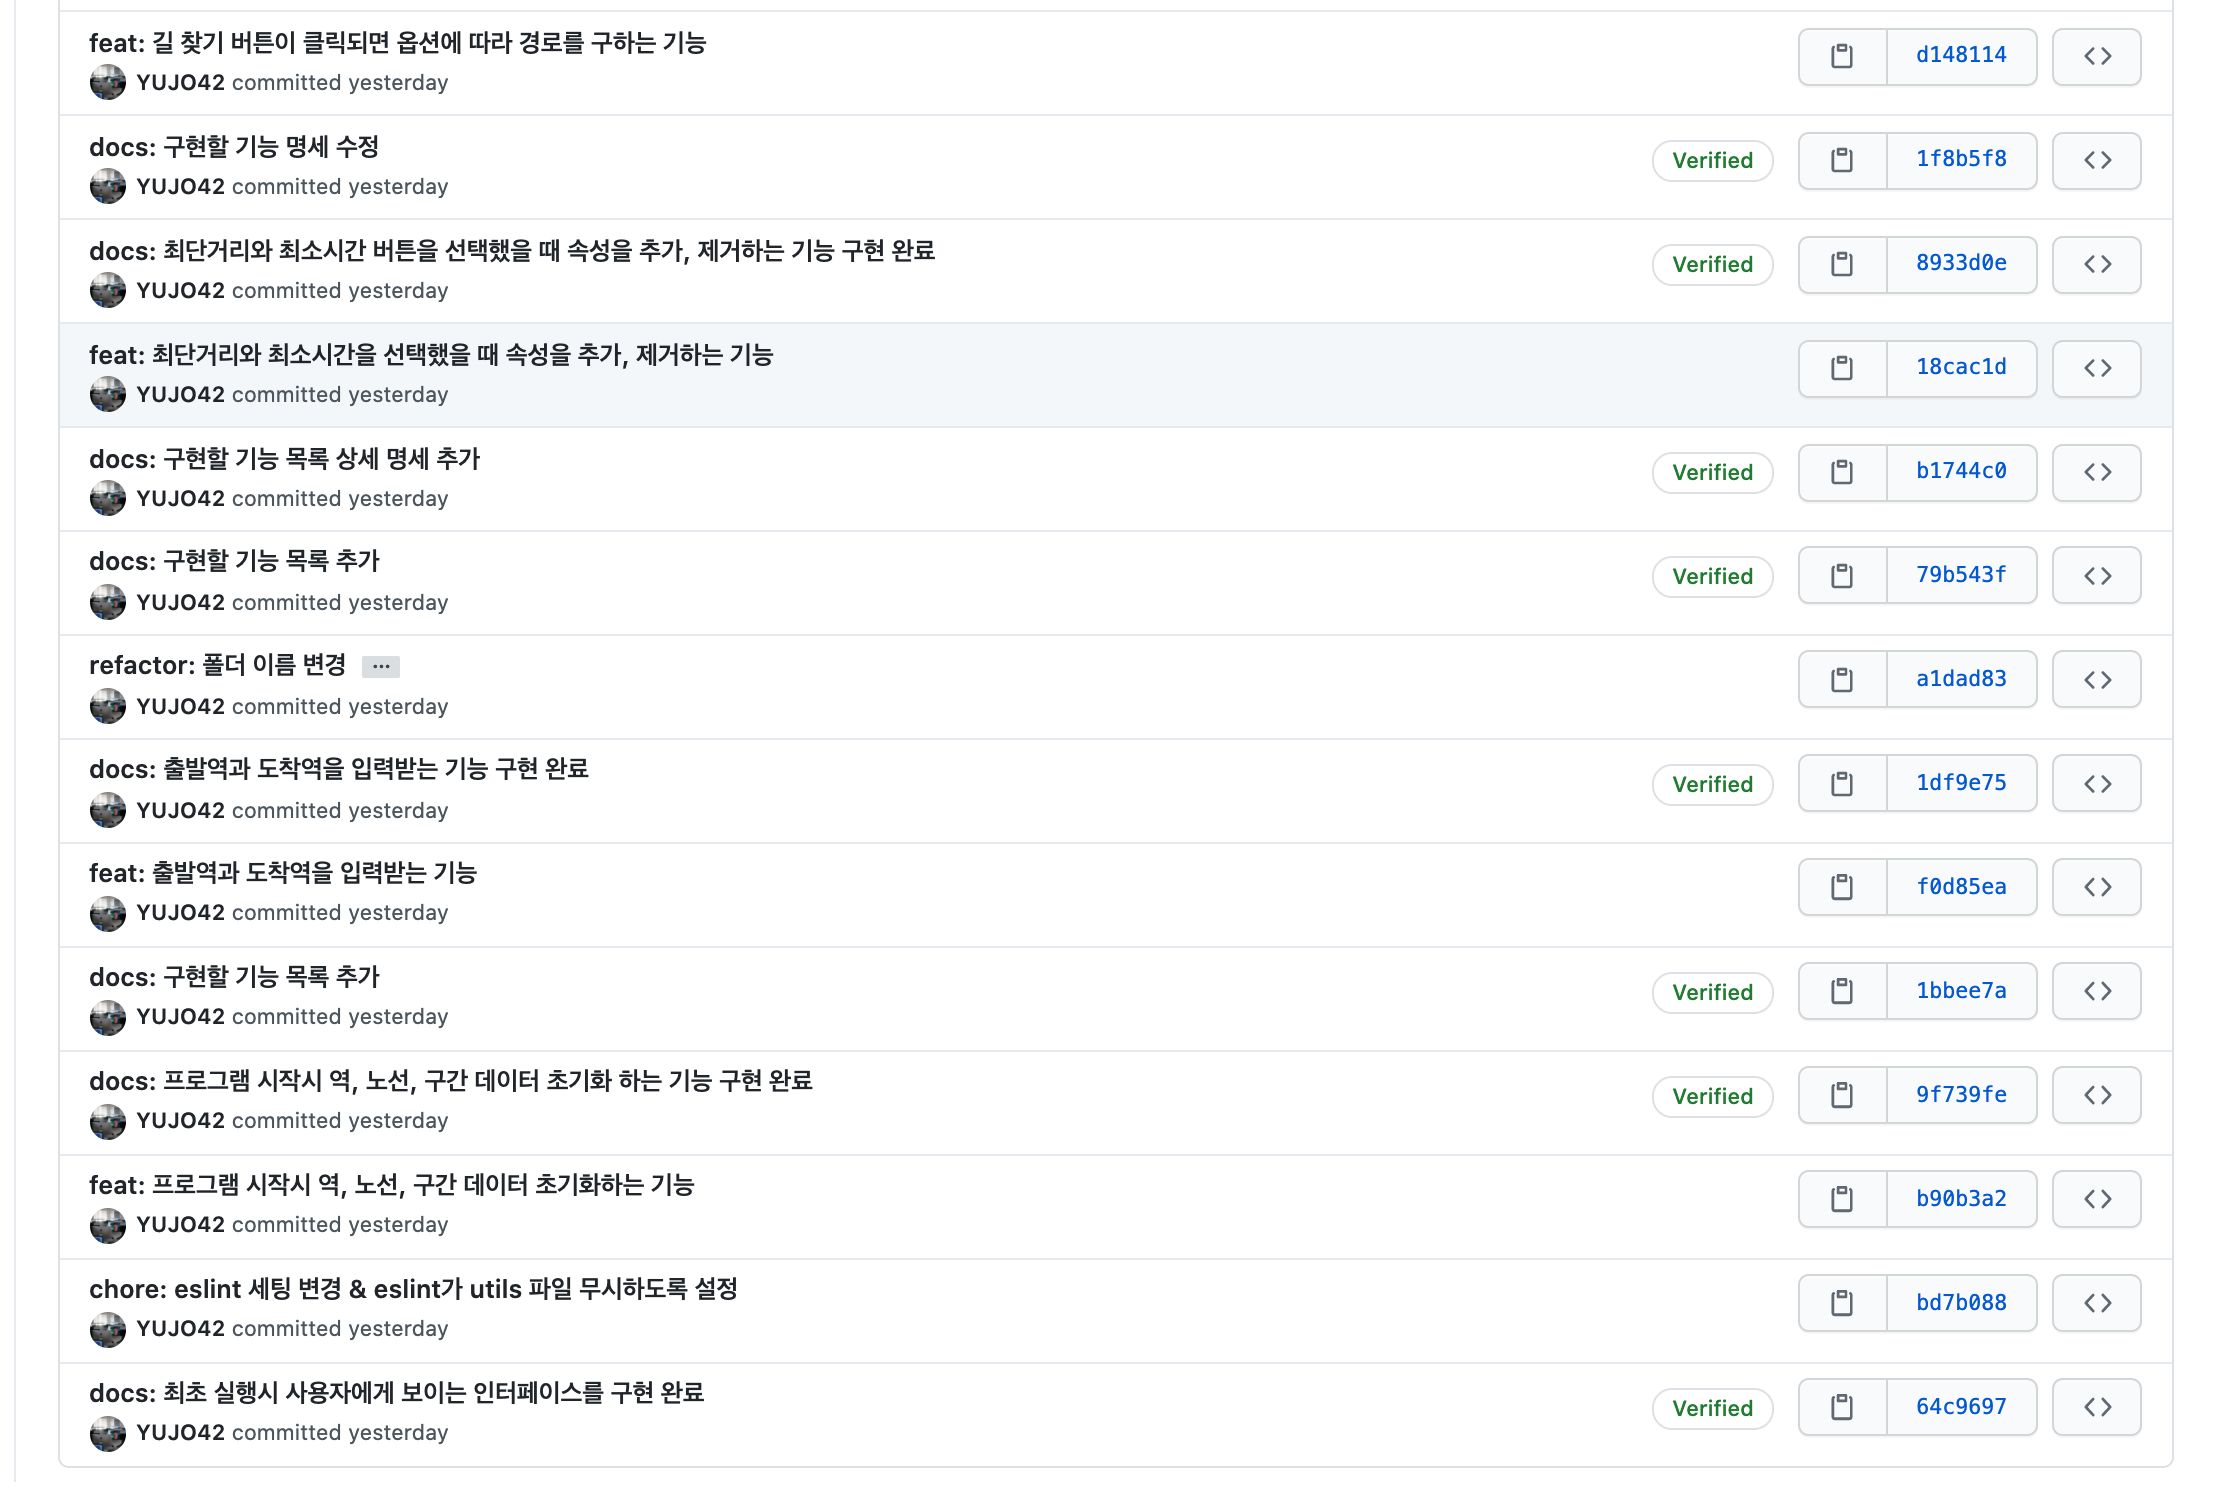 feat: 길 찾기 버튼이 클릭되면 옵션에 따라 경로를 구하는 기능
YUJO42 committed yesterday
d148114
docs: 구현할 기능 명세 수정
YUJO42 committed yesterday
Verified
1f8b5f8
docs: 최단거리와 최소시간 버튼을 선택했을 때 속성을 추가, 제거하는 기능 구현 완료
YUJO42 committed yesterday
Verified
8933d0e
feat: 최단거리와 최소시간을 선택했을 때 속성을 추가, 제거하는 기능
YUJO42 committed yesterday
18cac1d
docs: 구현할 기능 목록 상세 명세 추가
YUJO42 committed yesterday
Verified
b1744c0
docs: 구현할 기능 목록 추가
YUJO42 committed yesterday
Verified
79b543f
refactor: 폴더 이름 변경 ...
YUJO42 committed yesterday
a1dad83
docs: 출발역과 도착역을 입력받는 기능 구현 완료
YUJO42 committed yesterday
Verified
1df9e75
feat: 출발역과 도착역을 입력받는 기능
YUJO42 committed yesterday
f0d85ea
docs: 구현할 기능 목록 추가
YUJO42 committed yesterday
Verified
1bbee7a
docs: 프로그램 시작시 역, 노선, 구간 데이터 초기화 하는 기능 구현 완료
YUJO42 committed yesterday
Verified
9f739fe
feat: 프로그램 시작시 역, 노선, 구간 데이터 초기화하는 기능
YUJO42 committed yesterday
b90b3a2
chore: eslint 세팅 변경 & eslint가 utils 파일 무시하도록 설정
YUJO42 committed yesterday
bd7b088
docs: 최초 실행시 사용자에게 보이는 인터페이스를 구현 완료
YUJO42 committed yesterday
Verified
64c9697